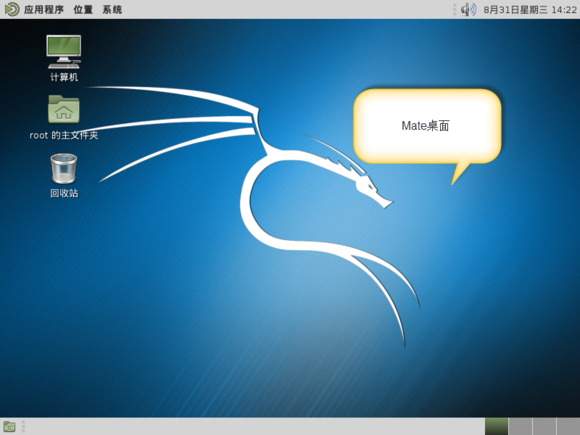 应用程序 位置 系统
8月31日星期三 14:22
计算机
root 的主文件夹
回收站
Mate桌面